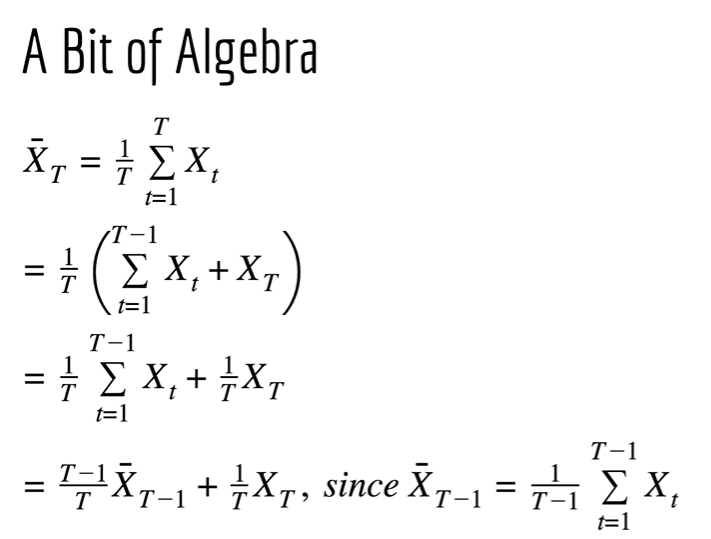 A Bit of Algebra
X̄_T = 1/T ∑_{t=1}^{T} X_t
= 1/T ( ∑_{t=1}^{T−1} X_t + X_T )
= 1/T ∑_{t=1}^{T−1} X_t + 1/T X_T
= (T−1)/T X̄_{T−1} + 1/T X_T , since X̄_{T−1} = 1/(T−1) ∑_{t=1}^{T−1} X_t